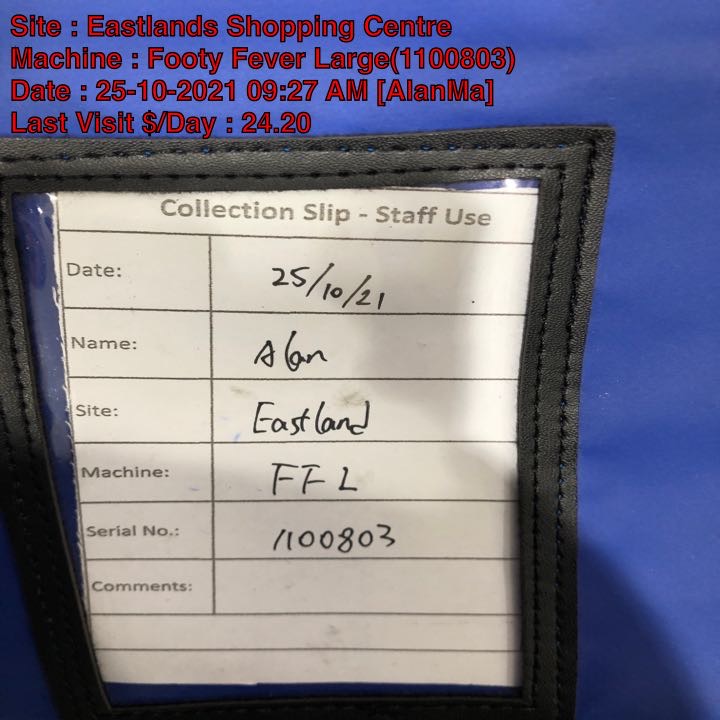 Site : Eastlands Shopping Centre
Machine : Footy Fever Large(1100803)
Date : 25-10-2021 09:27 AM [AlanMa]
Last Visit $/Day : 24.20
Collection Slip - Staff Use
Date: 25/10/21
Name: Alan
Site: Eastland
Machine: FFL
Serial No.: 1100803
Comments: